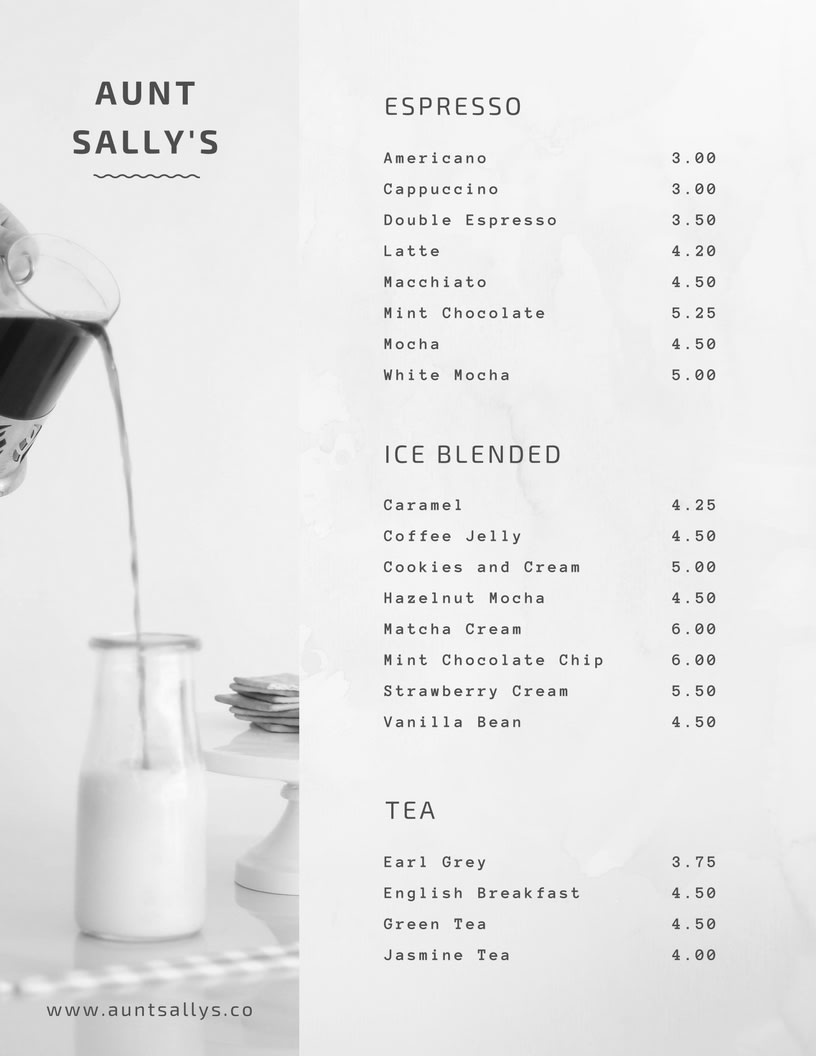 AUNT
SALLY'S
ESPRESSO
Americano 3.00
Cappuccino 3.00
Double Espresso 3.50
Latte 4.20
Macchiato 4.50
Mint Chocolate 5.25
Mocha 4.50
White Mocha 5.00
ICE BLENDED
Caramel 4.25
Coffee Jelly 4.50
Cookies and Cream 5.00
Hazelnut Mocha 4.50
Matcha Cream 6.00
Mint Chocolate Chip 6.00
Strawberry Cream 5.50
Vanilla Bean 4.50
TEA
Earl Grey 3.75
English Breakfast 4.50
Green Tea 4.50
Jasmine Tea 4.00
www.auntsallys.co